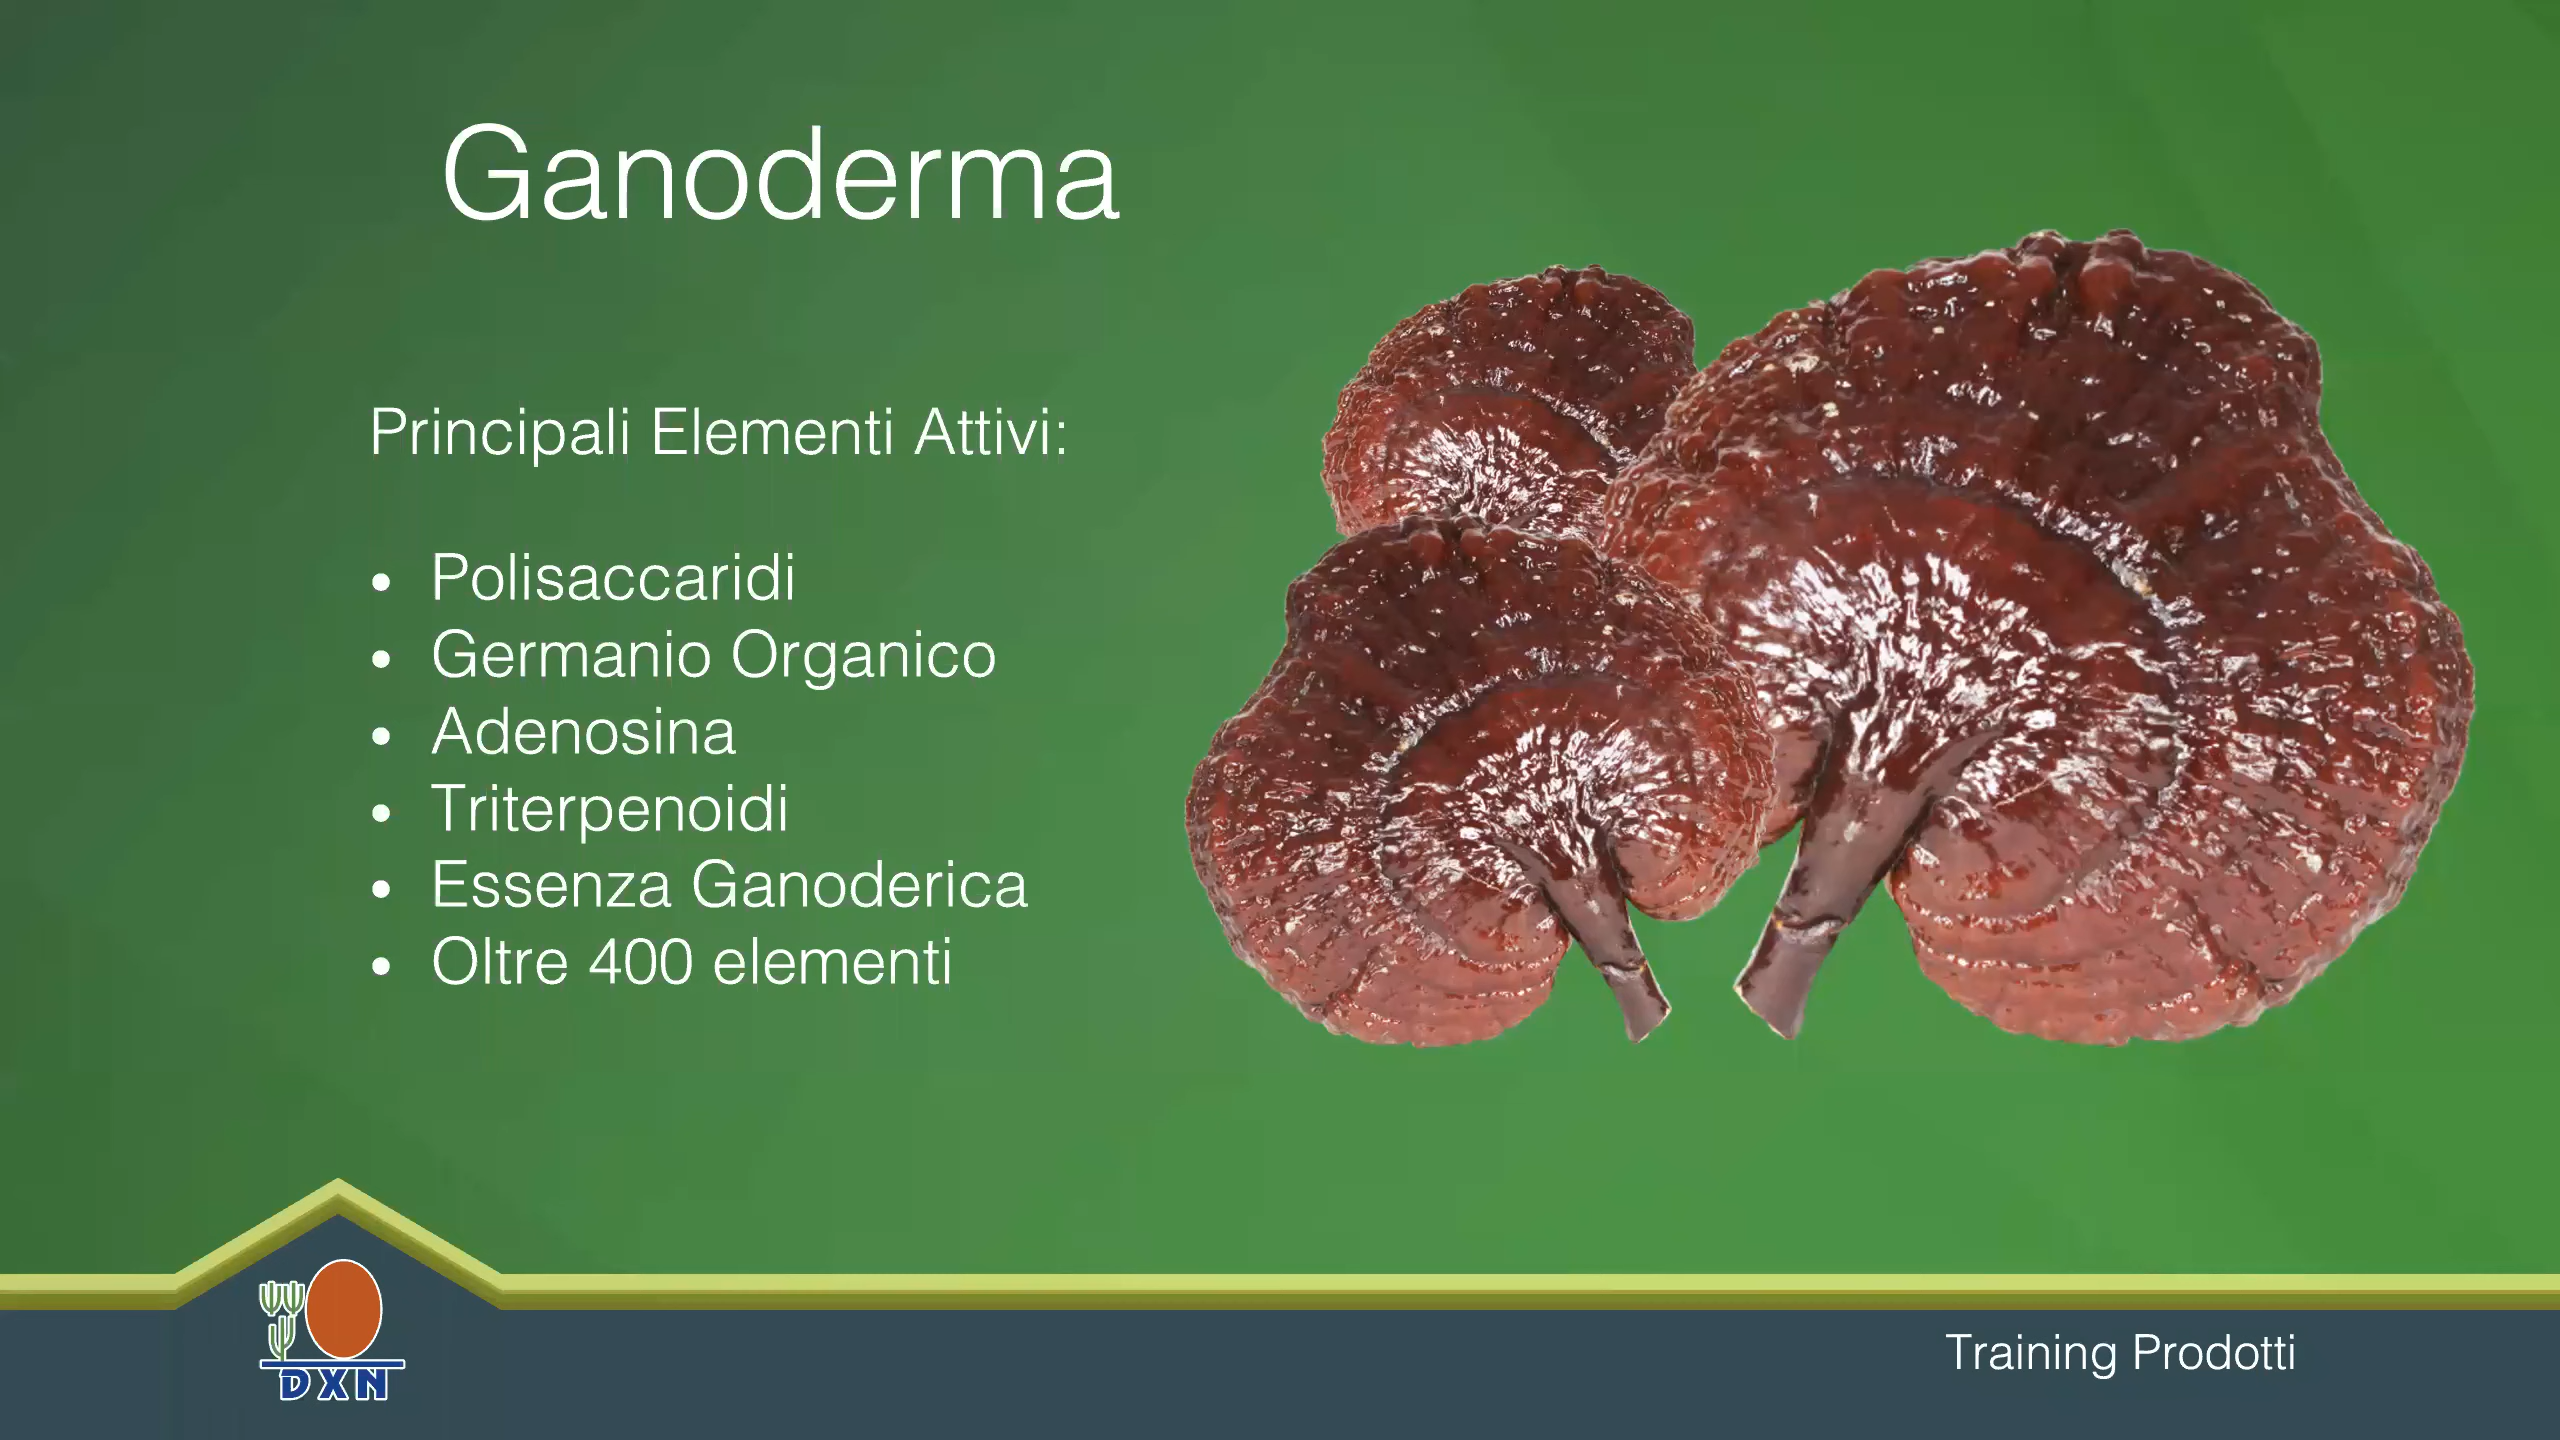 Ganoderma
Principali Elementi Attivi:
• Polisaccaridi
• Germanio Organico
• Adenosina
• Triterpenoidi
• Essenza Ganoderica
• Oltre 400 elementi
DXN
Training Prodotti